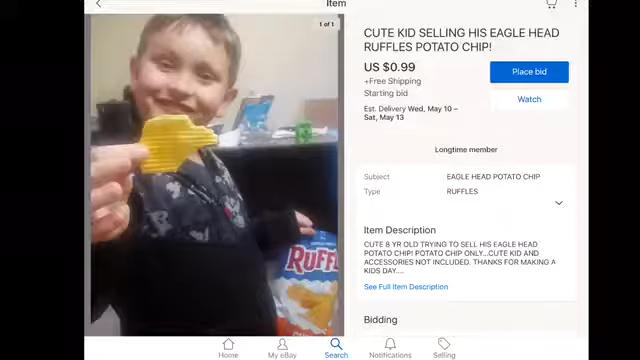 Item
1 of 1
CUTE KID SELLING HIS EAGLE HEAD
RUFFLES POTATO CHIP!
US $0.99
+Free Shipping
Starting bid
Place bid
Est. Delivery Wed, May 10 –
Sat, May 13
Watch
Longtime member
Subject EAGLE HEAD POTATO CHIP
Type RUFFLES
Item Description
CUTE 8 YR OLD TRYING TO SELL HIS EAGLE HEAD
POTATO CHIP! POTATO CHIP ONLY...CUTE KID AND
ACCESSORIES NOT INCLUDED. THANKS FOR MAKING A
KIDS DAY....
See Full Item Description
Bidding
Ruffl
Home My eBay Search Notifications Selling